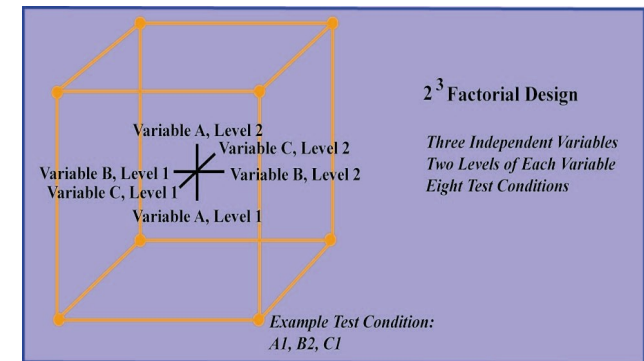 2³ Factorial Design
Three Independent Variables
Two Levels of Each Variable
Eight Test Conditions
Variable A, Level 2
Variable C, Level 2
Variable B, Level 1
Variable B, Level 2
Variable C, Level 1
Variable A, Level 1
Example Test Condition:
A1, B2, C1